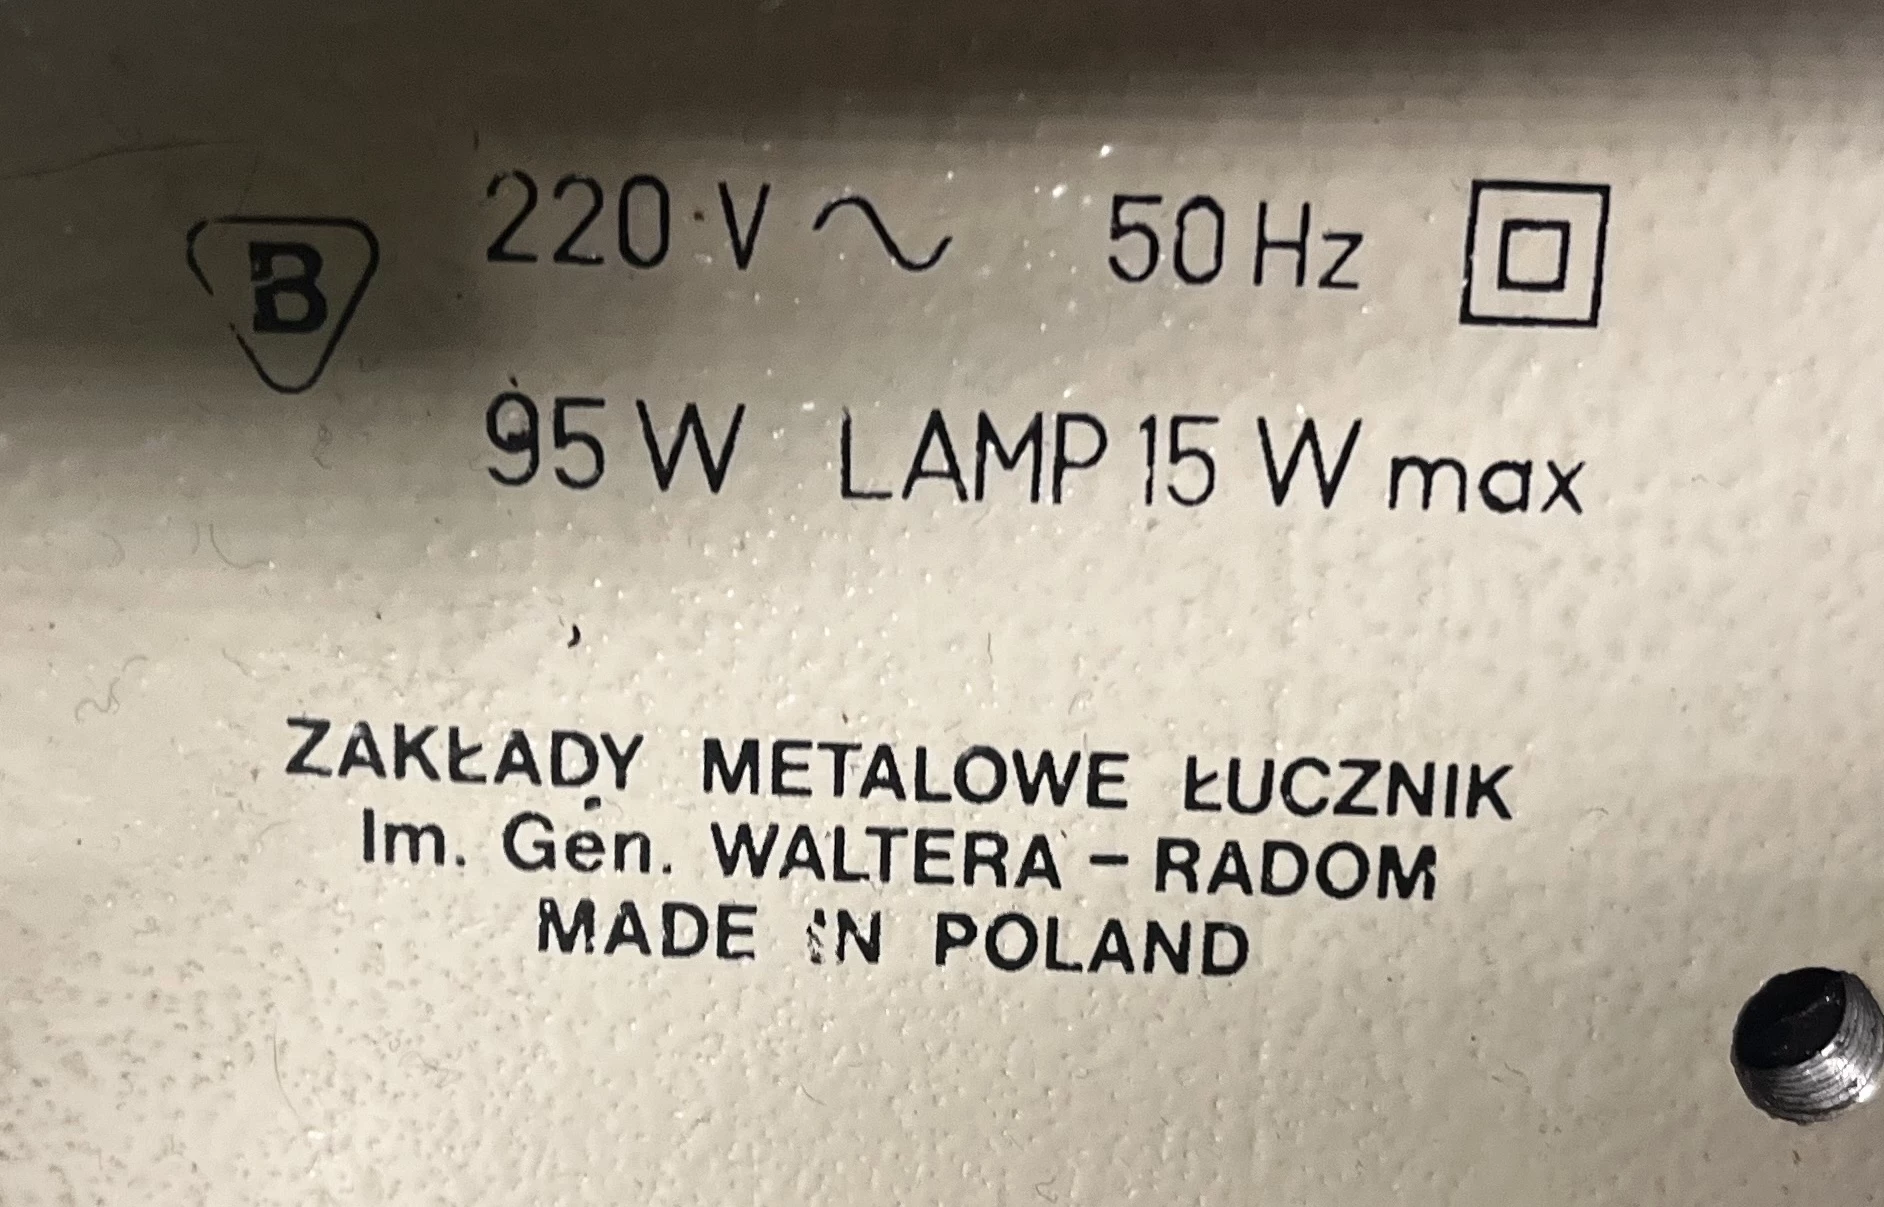 B 220 V ~ 50 Hz
95 W LAMP 15 W max
ZAKŁADY METALOWE ŁUCZNIK
Im. Gen. WALTERA – RADOM
MADE IN POLAND